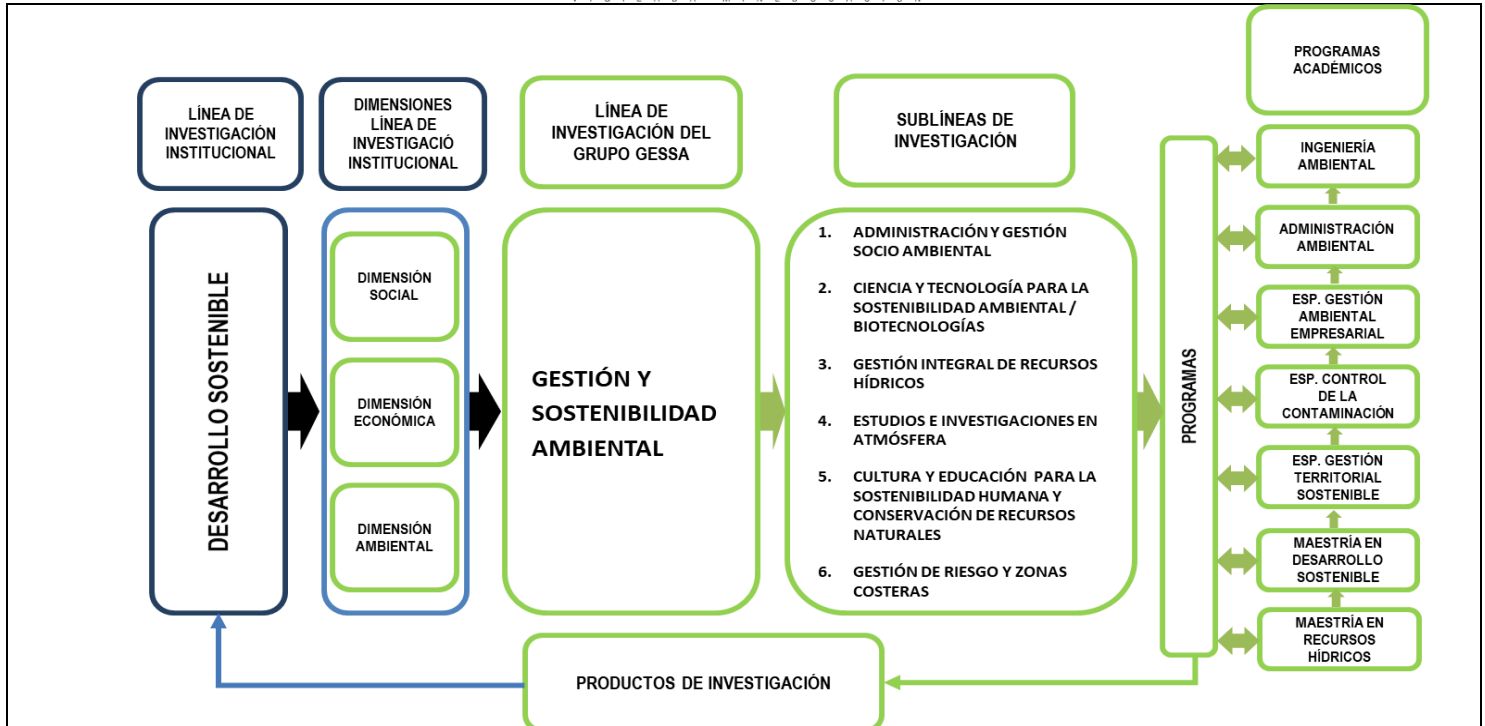 LÍNEA DE
INVESTIGACIÓN
INSTITUCIONAL
DIMENSIONES
LÍNEA DE
INVESTIGACIÓ
INSTITUCIONAL
LÍNEA DE
INVESTIGACIÓN DEL
GRUPO GESSA
SUBLÍNEAS DE
INVESTIGACIÓN
PROGRAMAS
ACADÉMICOS
DESARROLLO SOSTENIBLE
DIMENSIÓN
SOCIAL
DIMENSIÓN
ECONÓMICA
DIMENSIÓN
AMBIENTAL
GESTIÓN Y
SOSTENIBILIDAD
AMBIENTAL
1. ADMINISTRACIÓN Y GESTIÓN
SOCIO AMBIENTAL
2. CIENCIA Y TECNOLOGÍA PARA LA
SOSTENIBILIDAD AMBIENTAL /
BIOTECNOLOGÍAS
3. GESTIÓN INTEGRAL DE RECURSOS
HÍDRICOS
4. ESTUDIOS E INVESTIGACIONES EN
ATMÓSFERA
5. CULTURA Y EDUCACIÓN PARA LA
SOSTENIBILIDAD HUMANA Y
CONSERVACIÓN DE RECURSOS
NATURALES
6. GESTIÓN DE RIESGO Y ZONAS
COSTERAS
PROGRAMAS
INGENIERÍA
AMBIENTAL
ADMINISTRACIÓN
AMBIENTAL
ESP. GESTIÓN
AMBIENTAL
EMPRESARIAL
ESP. CONTROL
DE LA
CONTAMINACIÓN
ESP. GESTIÓN
TERRITORIAL
SOSTENIBLE
MAESTRÍA EN
DESARROLLO
SOSTENIBLE
MAESTRÍA EN
RECURSOS
HÍDRICOS
PRODUCTOS DE INVESTIGACIÓN